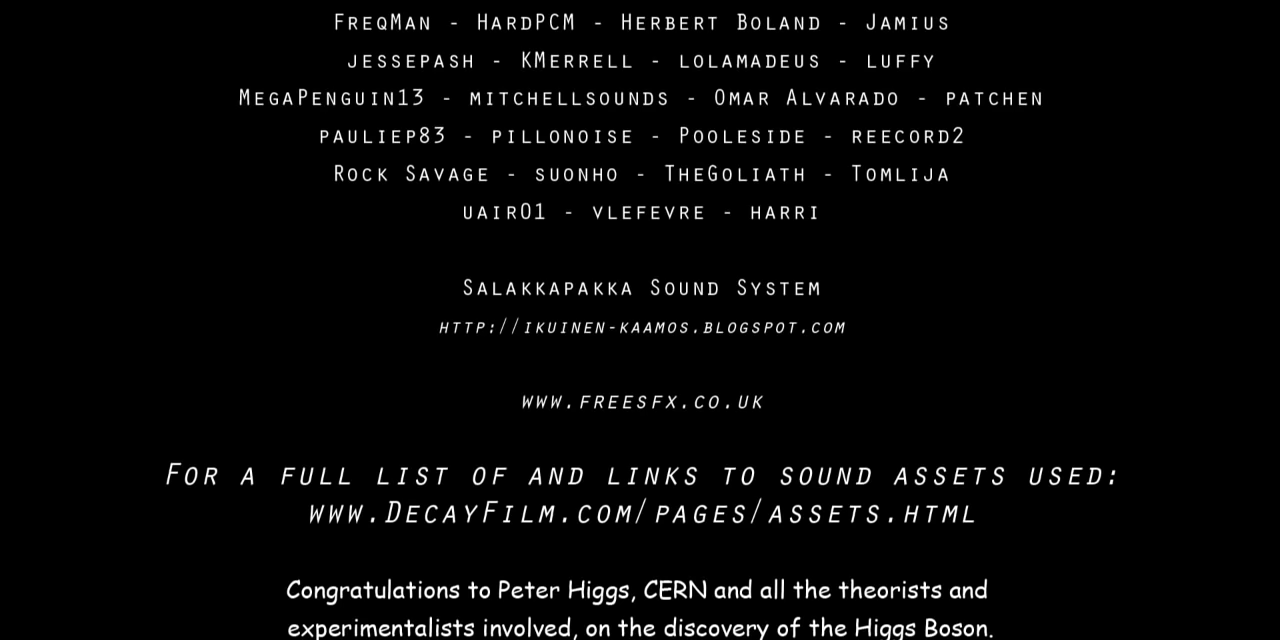 FreqMan - HardPCM - Herbert Boland - Jamius
jessepash - KMerrell - lolamadeus - luffy
MegaPenguin13 - mitchellsounds - Omar Alvarado - patchen
pauliep83 - pillonoise - Pooleside - reecord2
Rock Savage - suonho - TheGoliath - Tomlija
uair01 - vlefevre - harri
Salakkapakka Sound System
http://ikuinen-kaamos.blogspot.com
www.freesfx.co.uk
For a full list of and links to sound assets used:
www.DecayFilm.com/pages/assets.html
Congratulations to Peter Higgs, CERN and all the theorists and
experimentalists involved, on the discovery of the Higgs Boson.